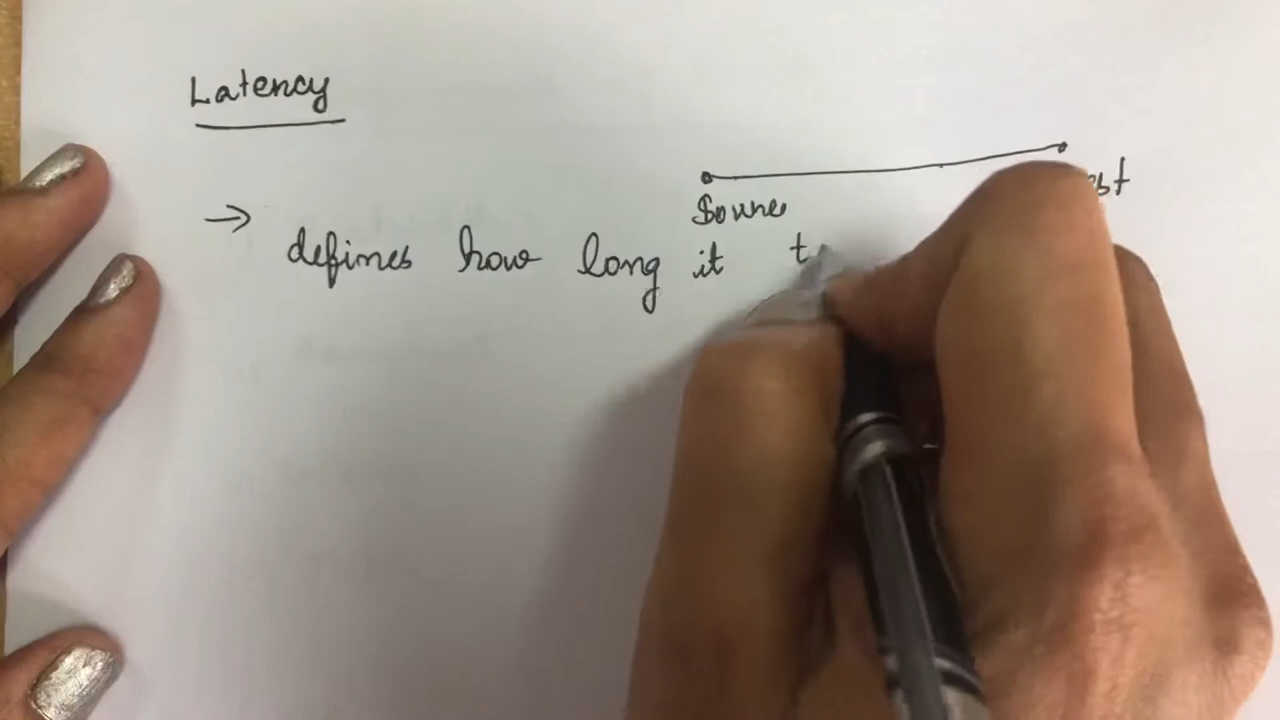 Latency
Source
→ defines how long it